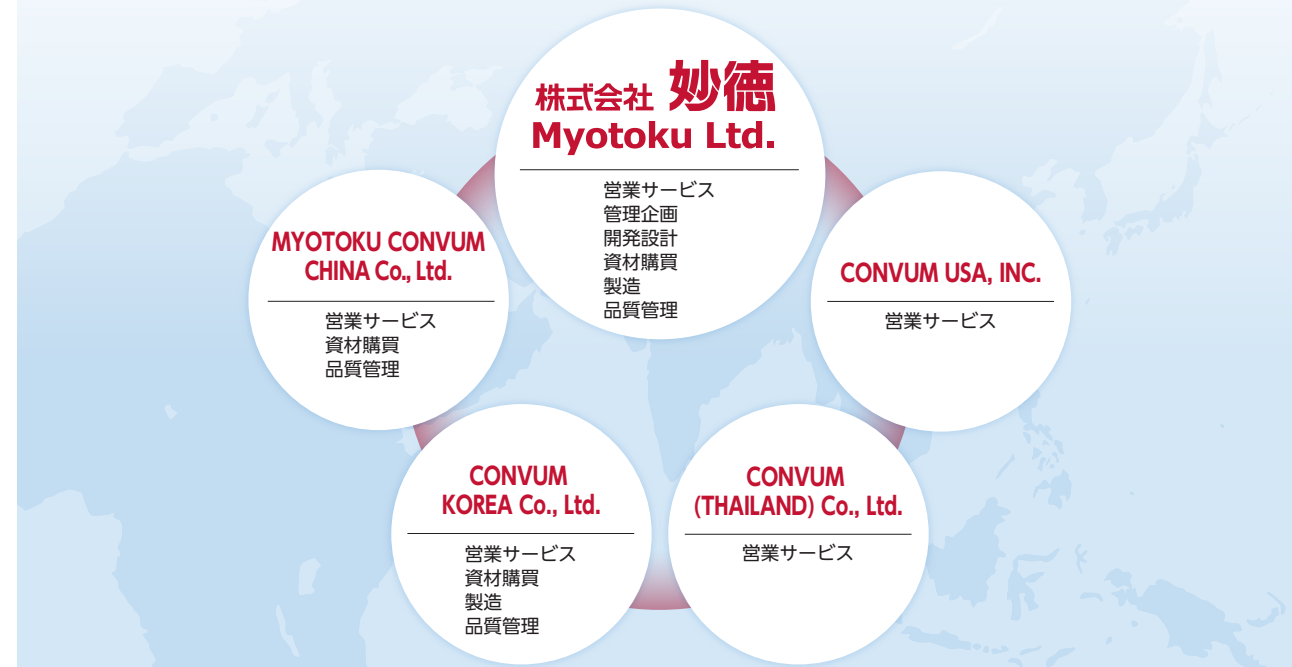 株式会社 妙徳
Myotoku Ltd.
営業サービス
管理企画
開発設計
資材購買
製造
品質管理
MYOTOKU CONVUM
CHINA Co., Ltd.
営業サービス
資材購買
品質管理
CONVUM USA, INC.
営業サービス
CONVUM
KOREA Co., Ltd.
営業サービス
資材購買
製造
品質管理
CONVUM
(THAILAND) Co., Ltd.
営業サービス